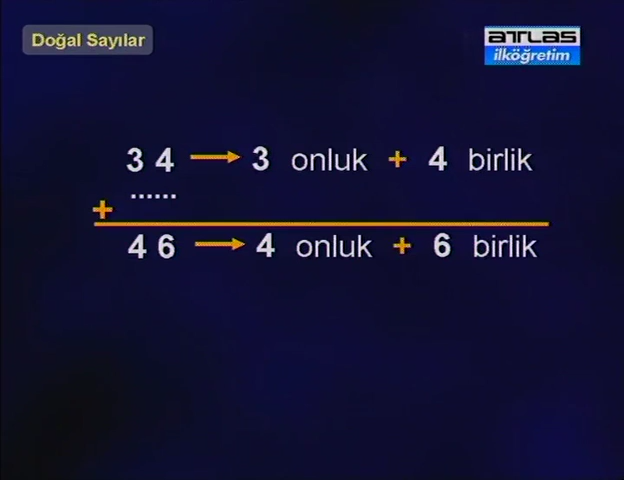 Doğal Sayılar
ATLAS
ilköğretim
3 4 → 3 onluk + 4 birlik
+ ......
4 6 → 4 onluk + 6 birlik